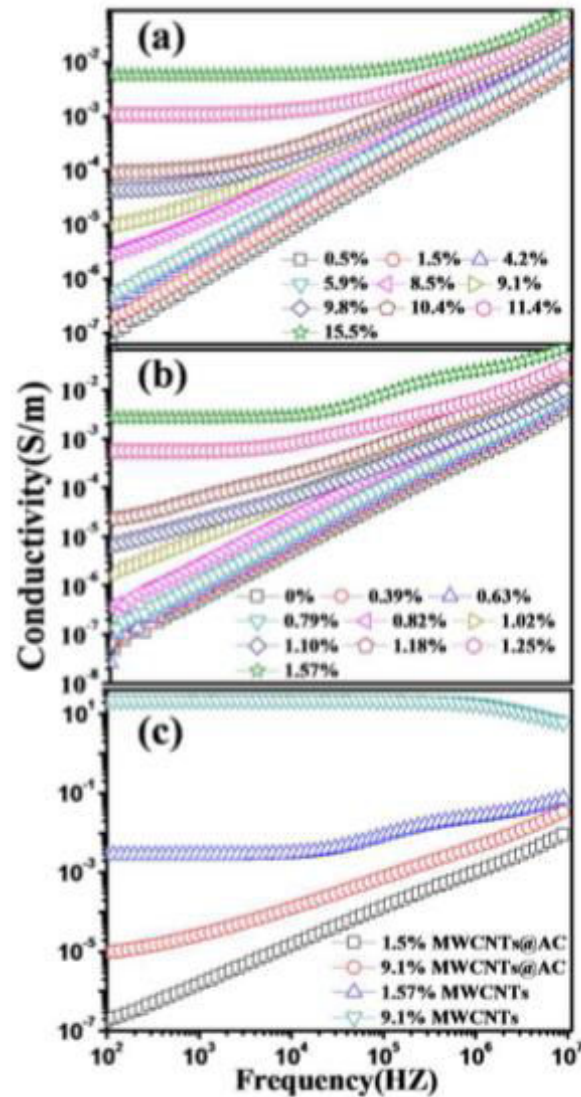 (a)
10⁻²
10⁻³
10⁻⁴
10⁻⁵
10⁻⁶
10⁻⁷
0.5% 1.5% 4.2%
5.9% 8.5% 9.1%
9.8% 10.4% 11.4%
15.5%
(b)
10⁻²
10⁻³
10⁻⁴
10⁻⁵
10⁻⁶
10⁻⁷
10⁻⁸
0% 0.39% 0.63%
0.79% 0.82% 1.02%
1.10% 1.18% 1.25%
1.57%
Conductivity(S/m)
(c)
10¹
10⁻¹
10⁻³
10⁻⁵
10⁻⁷
1.5% MWCNTs@AC
9.1% MWCNTs@AC
1.57% MWCNTs
9.1% MWCNTs
10² 10³ 10⁴ 10⁵ 10⁶ 10⁷
Frequency(HZ)